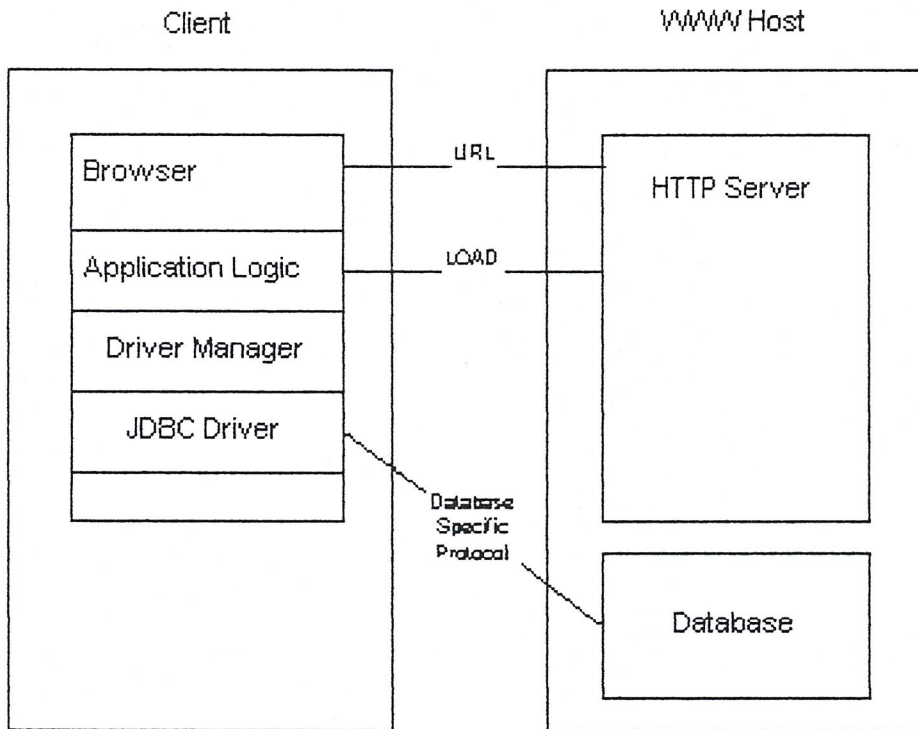 Client
WWW Host
Browser
URL
HTTP Server
Application Logic
LOAD
Driver Manager
JDBC Driver
Database
Specific
Protocol
Database